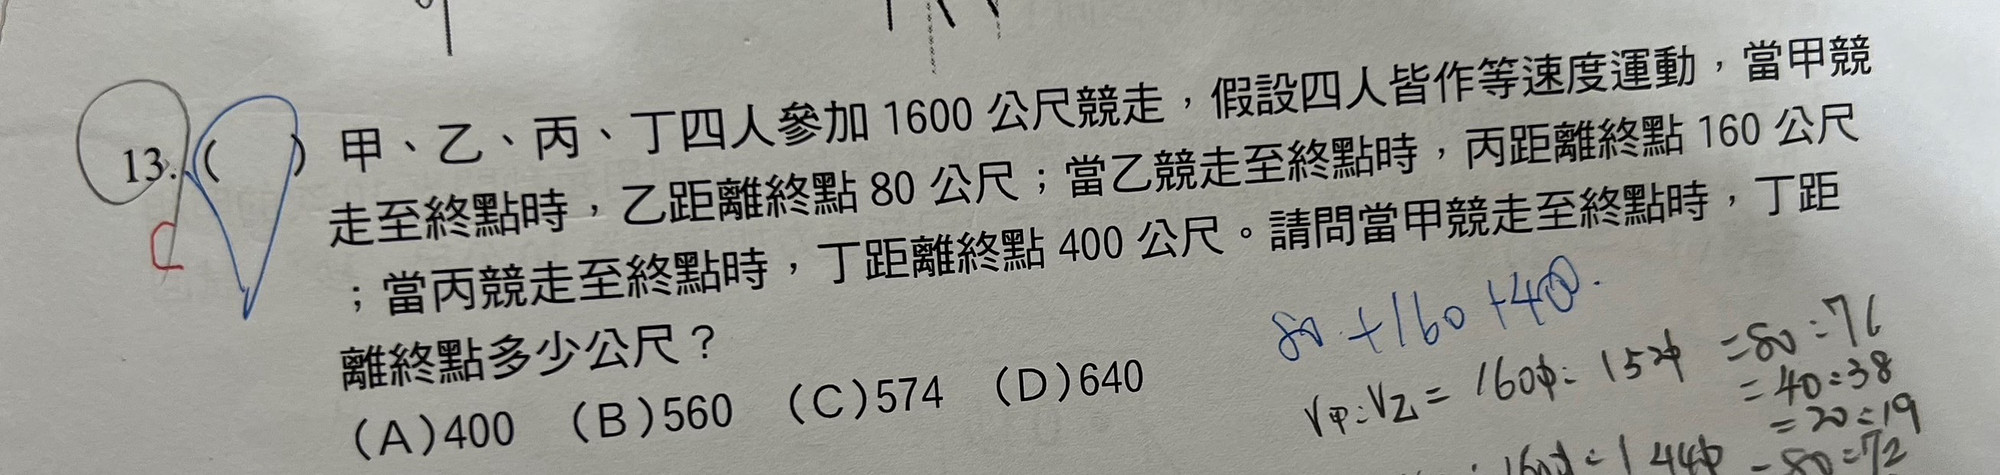 13. ( ) 甲、乙、丙、丁四人參加 1600 公尺競走，假設四人皆作等速度運動，當甲競
走至終點時，乙距離終點 80 公尺；當乙競走至終點時，丙距離終點 160 公尺
；當丙競走至終點時，丁距離終點 400 公尺。請問當甲競走至終點時，丁距
離終點多少公尺？
(A)400 (B)560 (C)574 (D)640
80+160+400.
V甲:V乙=1600:1520=80:76
=40:38
=20:19
:1600=1440=80:72